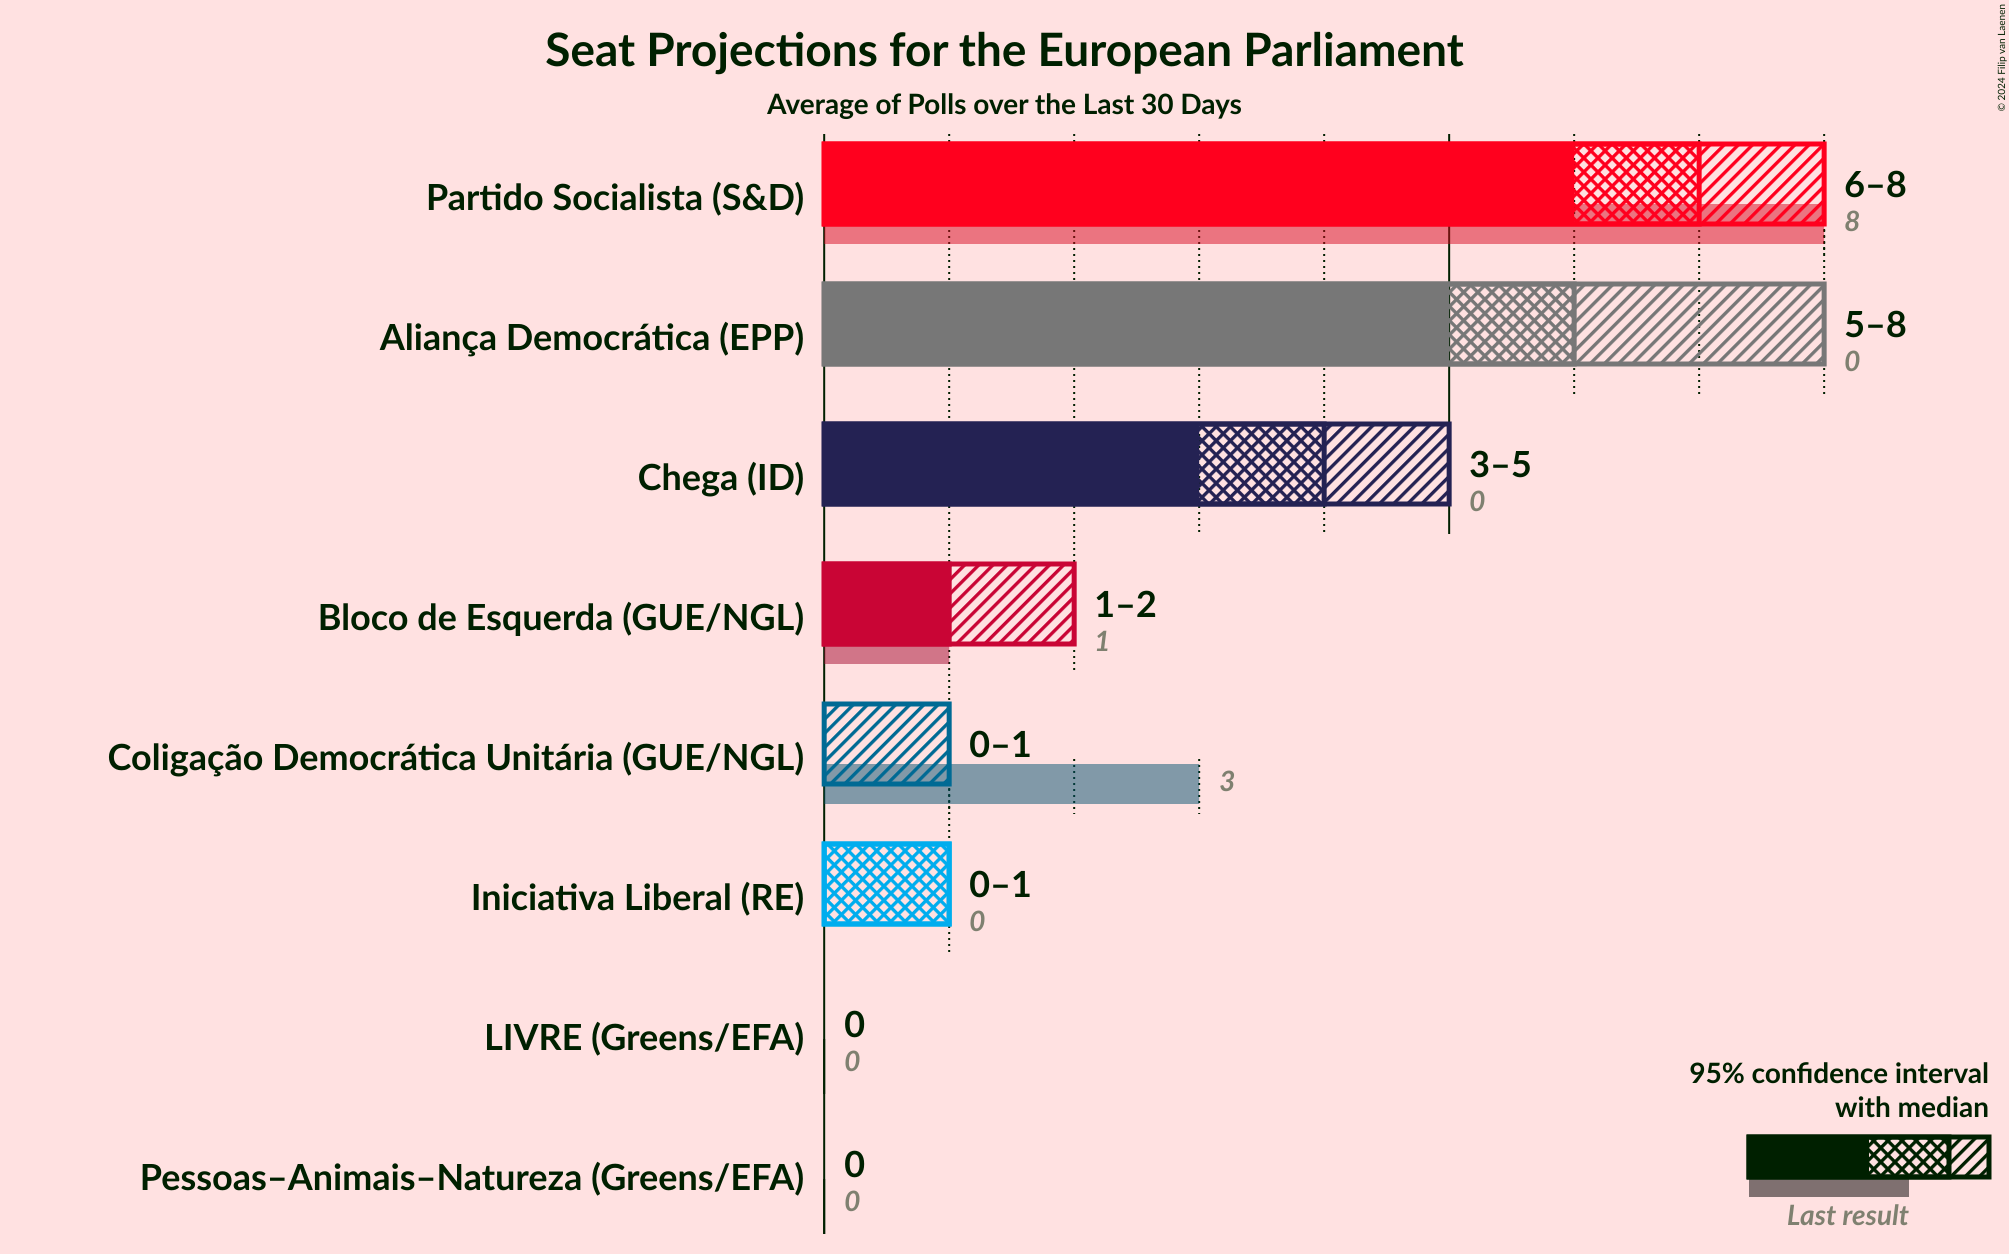 Seat Projections for the European Parliament
Average of Polls over the Last 30 Days
© 2024 Filip van Laenen
Partido Socialista (S&D)
6–8
8
Aliança Democrática (EPP)
5–8
0
Chega (ID)
3–5
0
Bloco de Esquerda (GUE/NGL)
1–2
1
Coligação Democrática Unitária (GUE/NGL)
0–1
3
Iniciativa Liberal (RE)
0–1
0
LIVRE (Greens/EFA)
0
0
Pessoas–Animais–Natureza (Greens/EFA)
0
0
95% confidence interval
with median
Last result